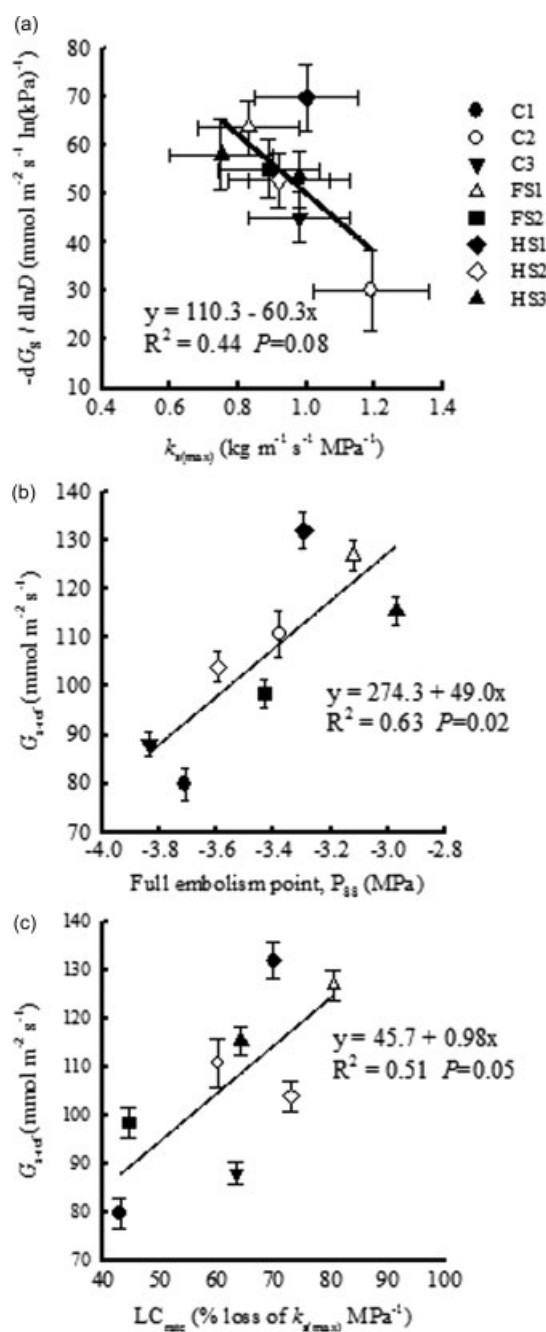 (a)
80
70
60
50
40
30
20
10
-dG_S / dlnD (mmol m⁻² s⁻¹ ln(kPa)⁻¹)
y = 110.3 - 60.3x
R² = 0.44 P=0.08
0.4 0.6 0.8 1.0 1.2 1.4
k_s(max) (kg m⁻¹ s⁻¹ MPa⁻¹)
C1
C2
C3
FS1
FS2
HS1
HS2
HS3
(b)
140
130
120
110
100
90
80
70
(mmol m⁻² s⁻¹)
y = 274.3 + 49.0x
R² = 0.63 P=0.02
-4.0 -3.8 -3.6 -3.4 -3.2 -3.0 -2.8
Full embolism point, P₈₈ (MPa)
(c)
140
130
120
110
100
90
80
70
(mmol m⁻² s⁻¹)
y = 45.7 + 0.98x
R² = 0.51 P=0.05
40 50 60 70 80 90 100
(% loss of k_s(max) MPa⁻¹)